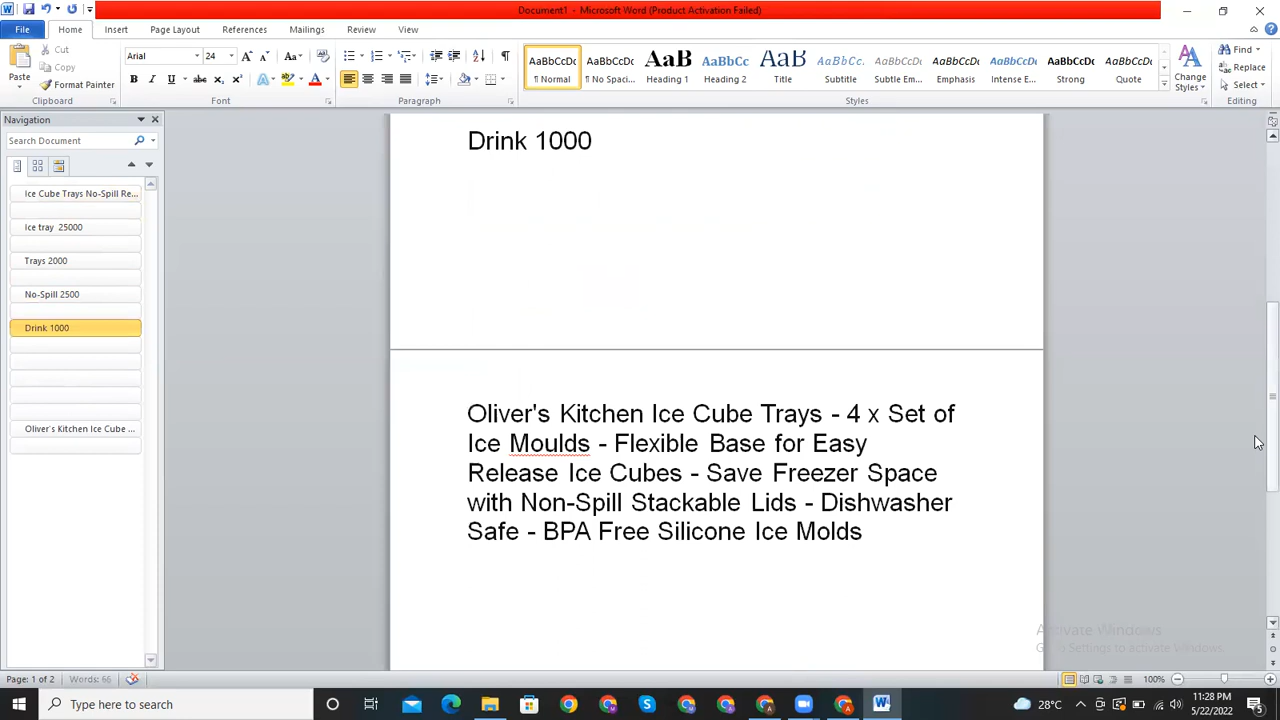 Document1 - Microsoft Word (Product Activation Failed)
File Home Insert Page Layout References Mailings Review View
Paste
Cut
Copy
Format Painter
Clipboard
Arial 24
Font
Paragraph
AaBbCcDc AaBbCcDc AaB AaBbCc AaB AaBbCc. AaBbCcDc AaBbCcDc AaBbCcDc AaBbCcDc AaBbCcDc
¶ Normal ¶ No Spaci... Heading 1 Heading 2 Title Subtitle Subtle Em... Emphasis Intense E... Strong Quote
Styles
Change
Styles
Find
Replace
Select
Editing
Navigation
Search Document
Ice Cube Trays No-Spill Re...
Ice tray 25000
Trays 2000
No-Spill 2500
Drink 1000
Oliver's Kitchen Ice Cube ...
Drink 1000
Oliver's Kitchen Ice Cube Trays - 4 x Set of
Ice Moulds - Flexible Base for Easy
Release Ice Cubes - Save Freezer Space
with Non-Spill Stackable Lids - Dishwasher
Safe - BPA Free Silicone Ice Molds
Activate Windows
Go to Settings to activate Windows.
Page: 1 of 2 Words: 66
100%
Type here to search
28°C
11:28 PM
5/22/2022